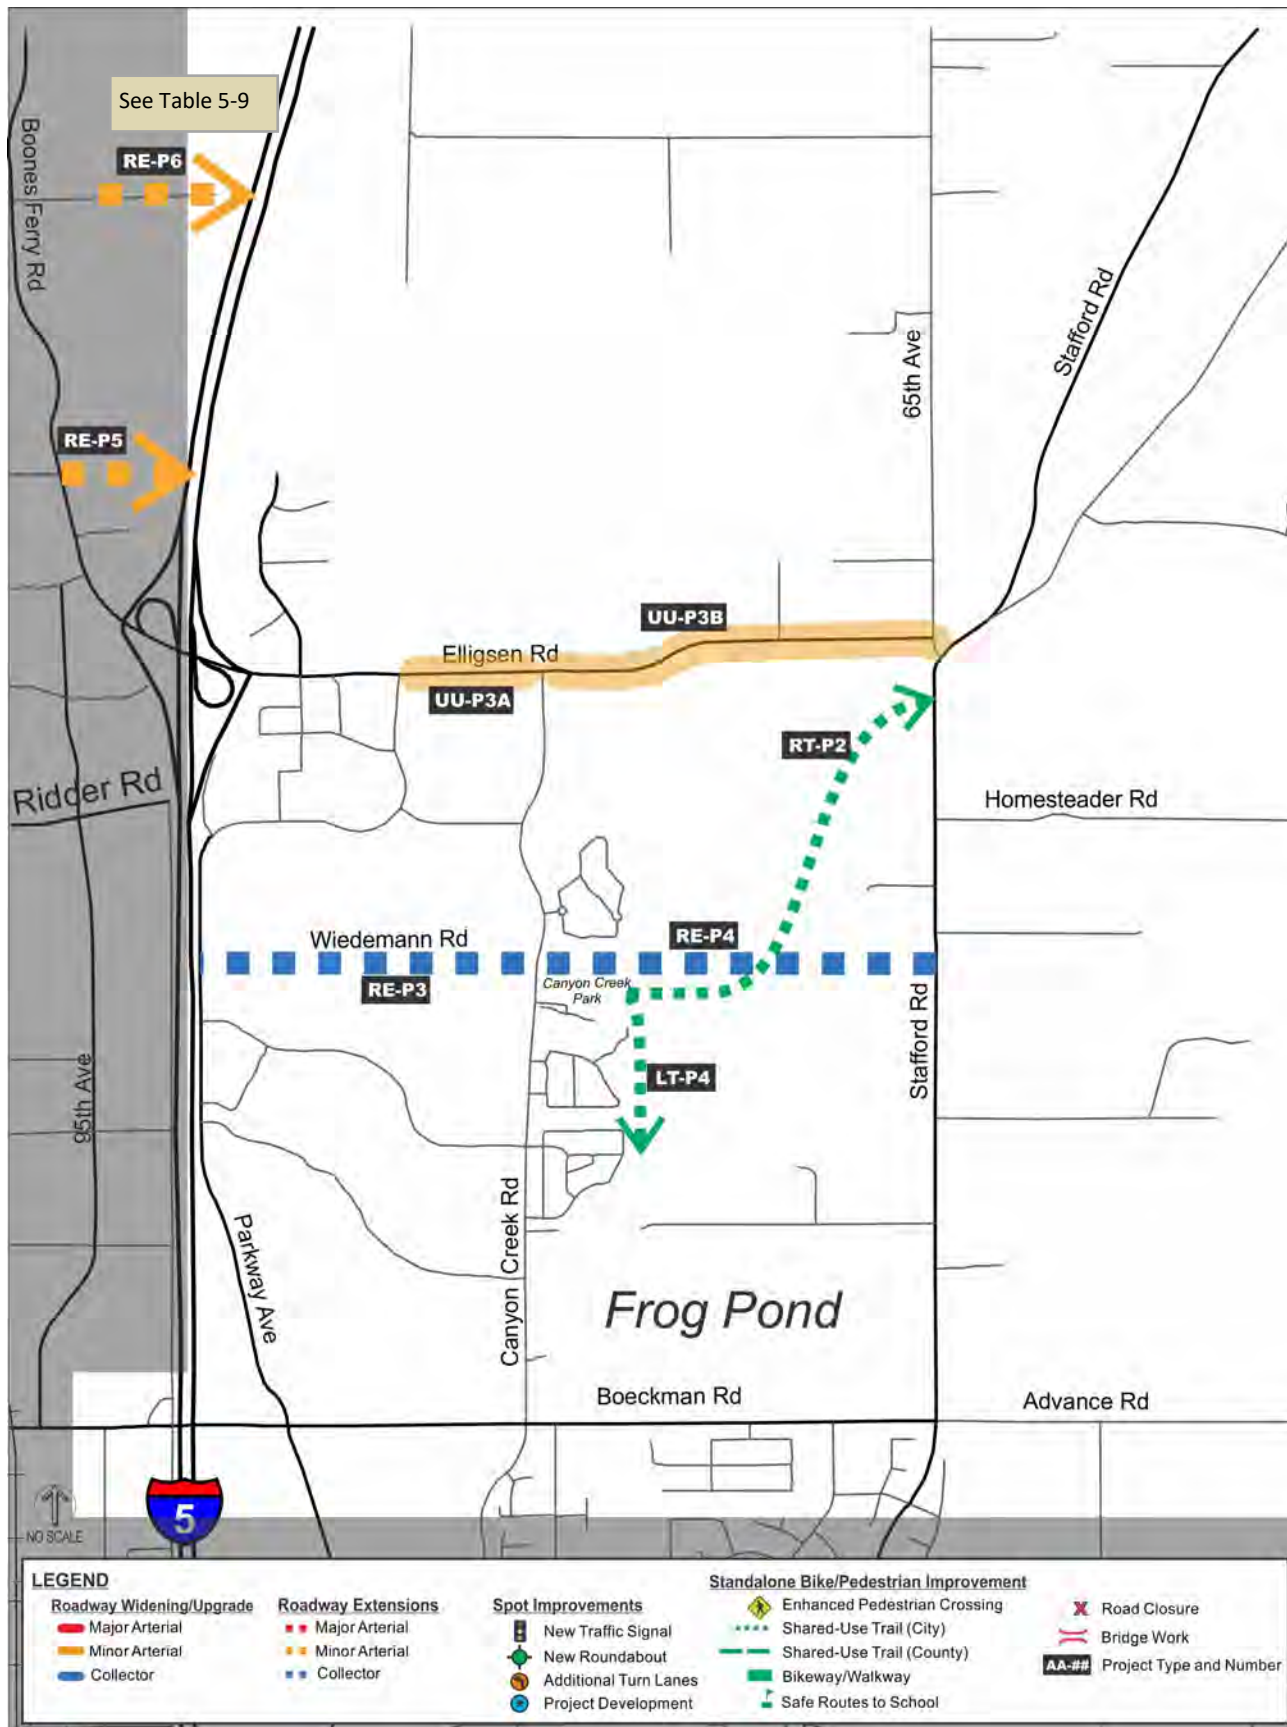 See Table 5-9
RE-P6
Boones Ferry Rd
Stafford Rd
65th Ave
RE-P5
UU-P3B
Elligsen Rd
UU-P3A
RT-P2
Ridder Rd
Homesteader Rd
Wiedemann Rd
RE-P4
RE-P3
Canyon Creek
Park
Stafford Rd
95th Ave
LT-P4
Canyon Creek Rd
Parkway Ave
Frog Pond
Boeckman Rd
Advance Rd
5
NO SCALE
LEGEND
Roadway Widening/Upgrade
Major Arterial
Minor Arterial
Collector
Roadway Extensions
Major Arterial
Minor Arterial
Collector
Spot Improvements
New Traffic Signal
New Roundabout
Additional Turn Lanes
Project Development
Standalone Bike/Pedestrian Improvement
Enhanced Pedestrian Crossing
Shared-Use Trail (City)
Shared-Use Trail (County)
Bikeway/Walkway
Safe Routes to School
Road Closure
Bridge Work
AA-## Project Type and Number